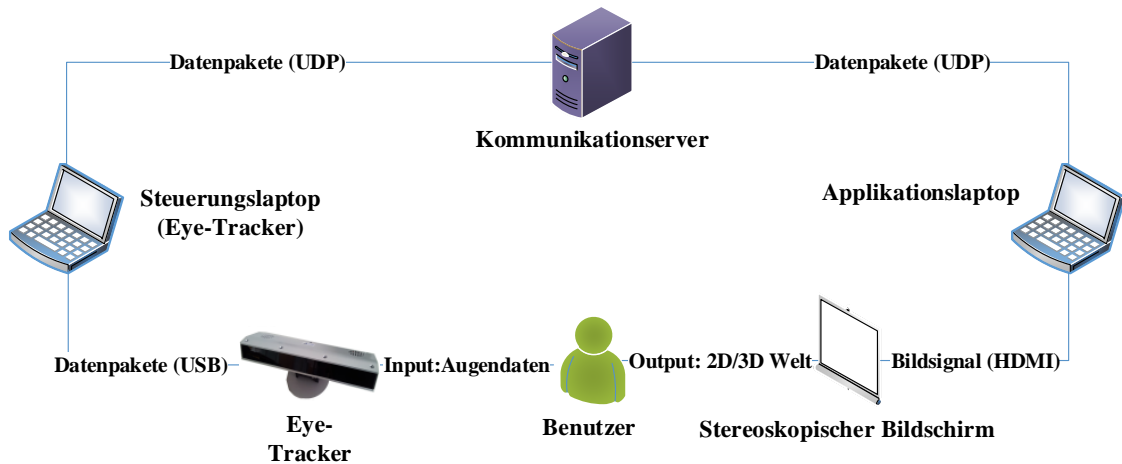 Datenpakete (UDP)
Datenpakete (UDP)
Kommunikationserver
Steuerungslaptop
(Eye-Tracker)
Applikationslaptop
Datenpakete (USB)
Input:Augendaten
Output: 2D/3D Welt
Bildsignal (HDMI)
Eye-
Tracker
Benutzer
Stereoskopischer Bildschirm